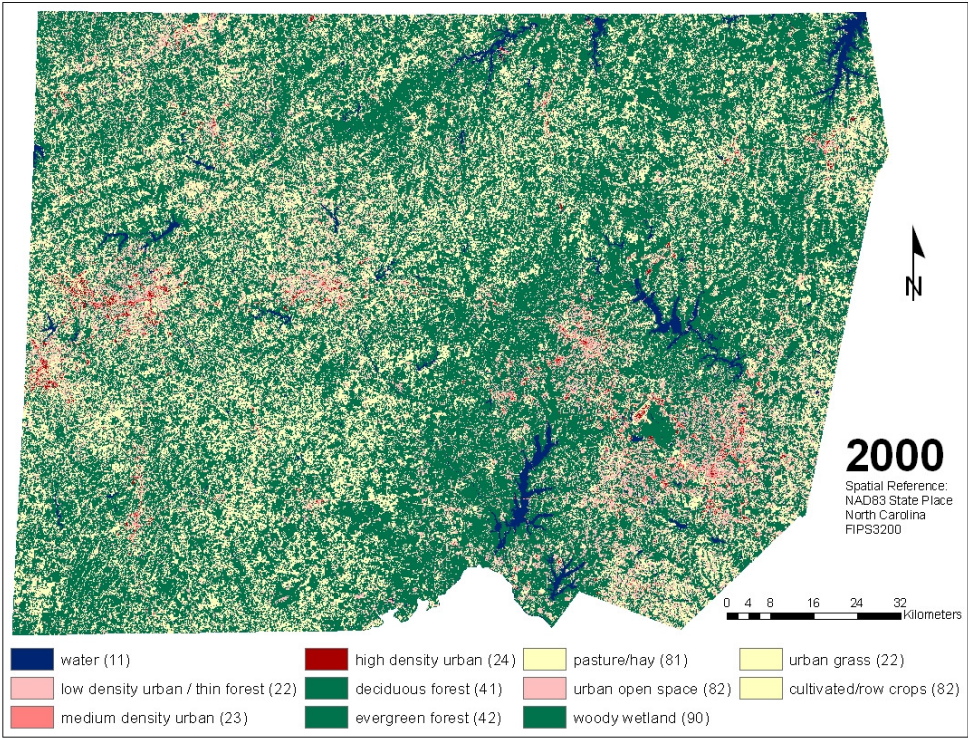 N
2000
Spatial Reference:
NAD83 State Place
North Carolina
FIPS3200
0 4 8 16 24 32
Kilometers
water (11)
high density urban (24)
pasture/hay (81)
urban grass (22)
low density urban / thin forest (22)
deciduous forest (41)
urban open space (82)
cultivated/row crops (82)
medium density urban (23)
evergreen forest (42)
woody wetland (90)